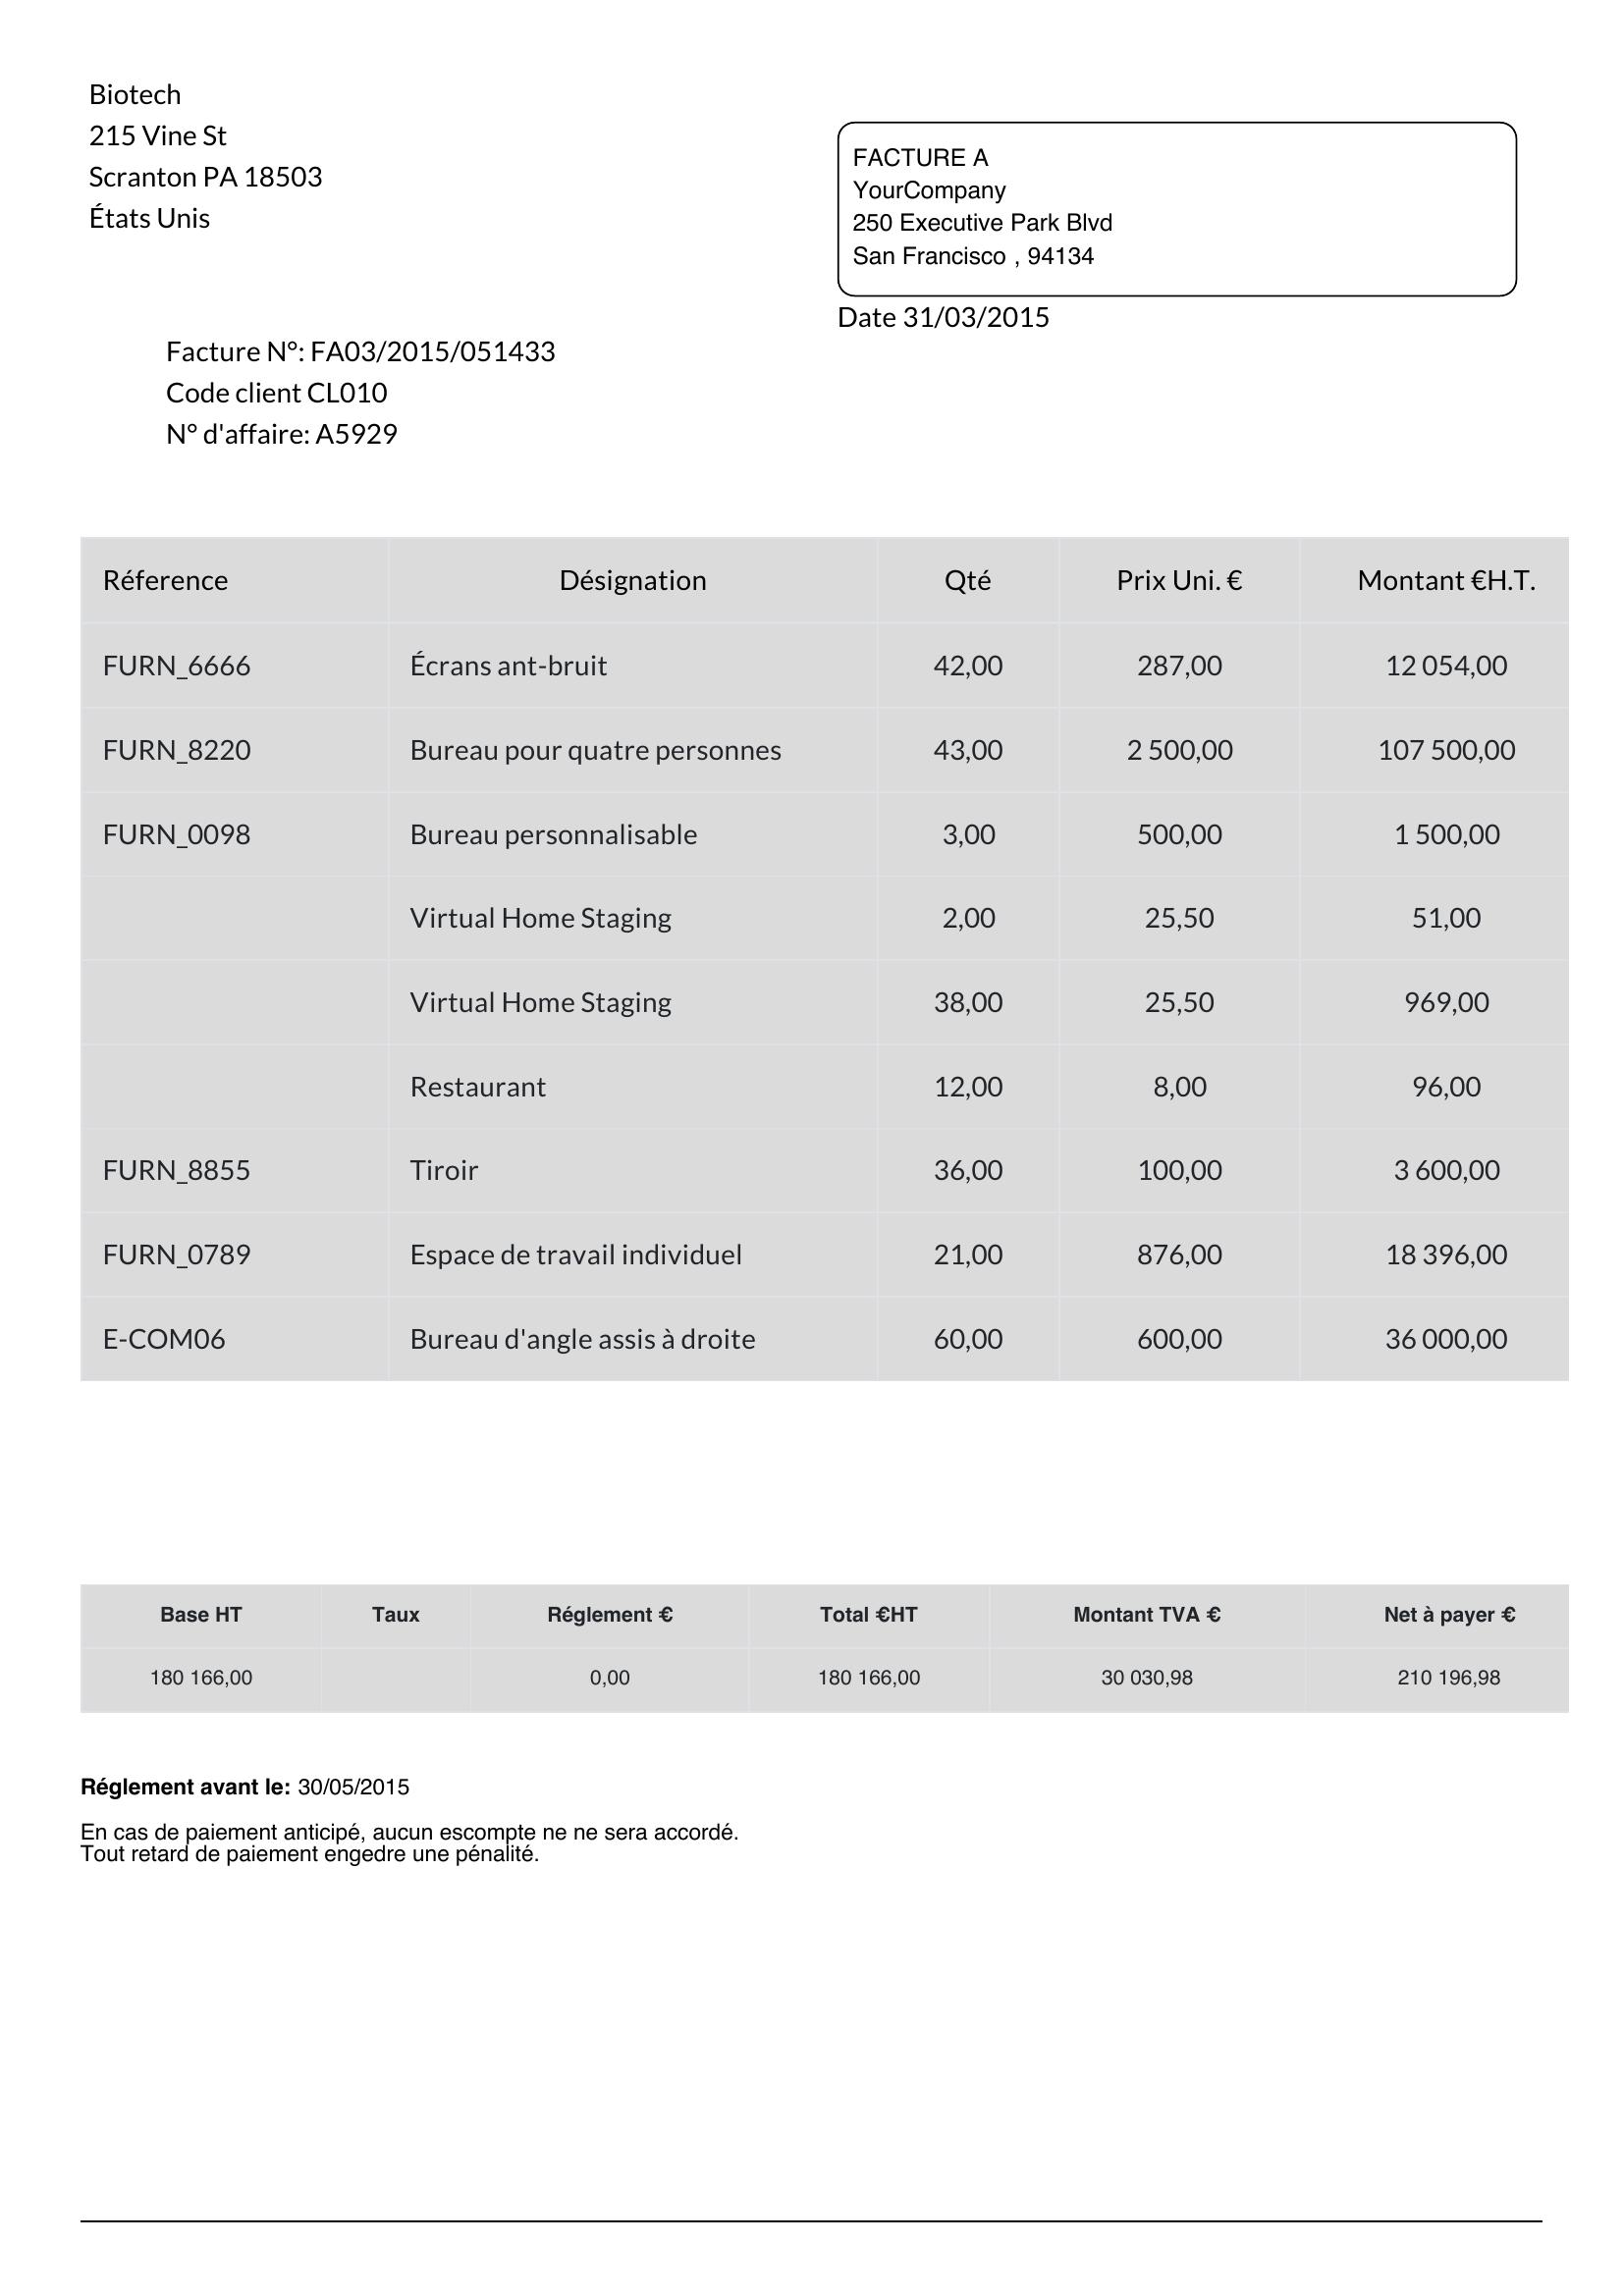 Biotech
215 Vine St
Scranton PA 18503
États Unis
FACTURE A
YourCompany
250 Executive Park Blvd
San Francisco , 94134
Date 31/03/2015
Facture N°: FA03/2015/051433
Code client CL010
N° d'affaire: A5929
Réference Désignation Qté Prix Uni. € Montant €H.T.
FURN_6666 Écrans ant-bruit 42,00 287,00 12 054,00
FURN_8220 Bureau pour quatre personnes 43,00 2 500,00 107 500,00
FURN_0098 Bureau personnalisable 3,00 500,00 1 500,00
Virtual Home Staging 2,00 25,50 51,00
Virtual Home Staging 38,00 25,50 969,00
Restaurant 12,00 8,00 96,00
FURN_8855 Tiroir 36,00 100,00 3 600,00
FURN_0789 Espace de travail individuel 21,00 876,00 18 396,00
E-COM06 Bureau d'angle assis à droite 60,00 600,00 36 000,00
Base HT Taux Réglement € Total €HT Montant TVA € Net à payer €
180 166,00 0,00 180 166,00 30 030,98 210 196,98
Réglement avant le: 30/05/2015
En cas de paiement anticipé, aucun escompte ne ne sera accordé.
Tout retard de paiement engedre une pénalité.